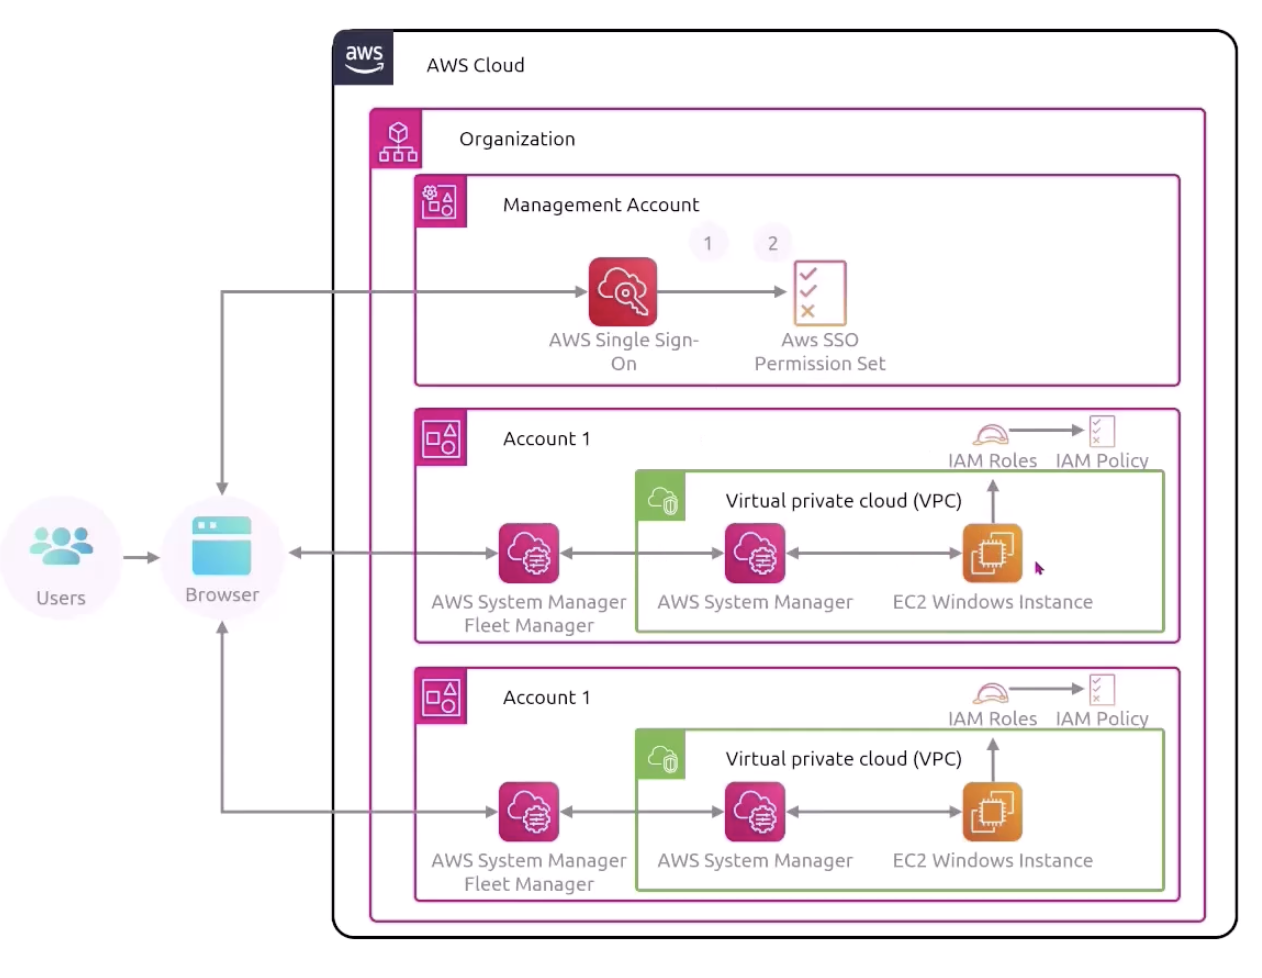 aws
AWS Cloud
Organization
Management Account
1
2
AWS Single Sign-
On
Aws SSO
Permission Set
Account 1
IAM Roles
IAM Policy
Virtual private cloud (VPC)
AWS System Manager
Fleet Manager
AWS System Manager
EC2 Windows Instance
Users
Browser
Account 1
IAM Roles
IAM Policy
Virtual private cloud (VPC)
AWS System Manager
Fleet Manager
AWS System Manager
EC2 Windows Instance